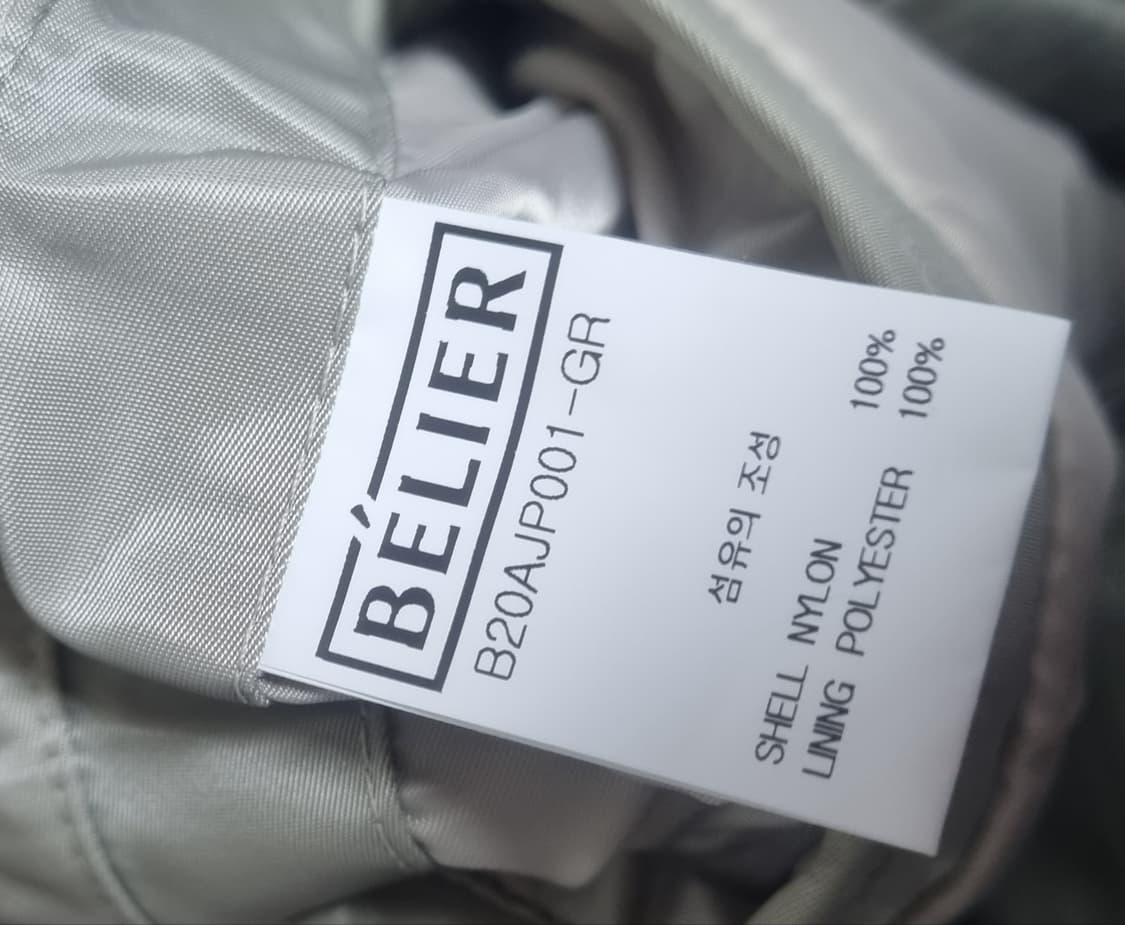 BÉLIER
B20AJP001-GR
섬유의 조성
SHELL NYLON 100%
LINING POLYESTER 100%